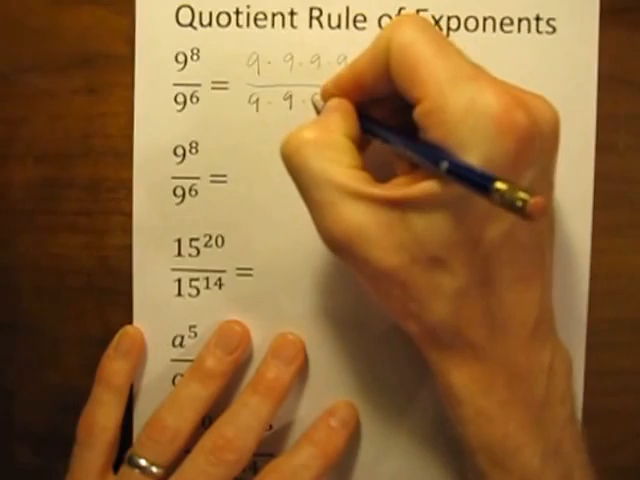 Quotient Rule of Exponents
9⁸ 9 · 9 · 9 · 9
9⁶ = 9 · 9 ·
9⁸
9⁶ =
15²⁰
15¹⁴ =
a⁵